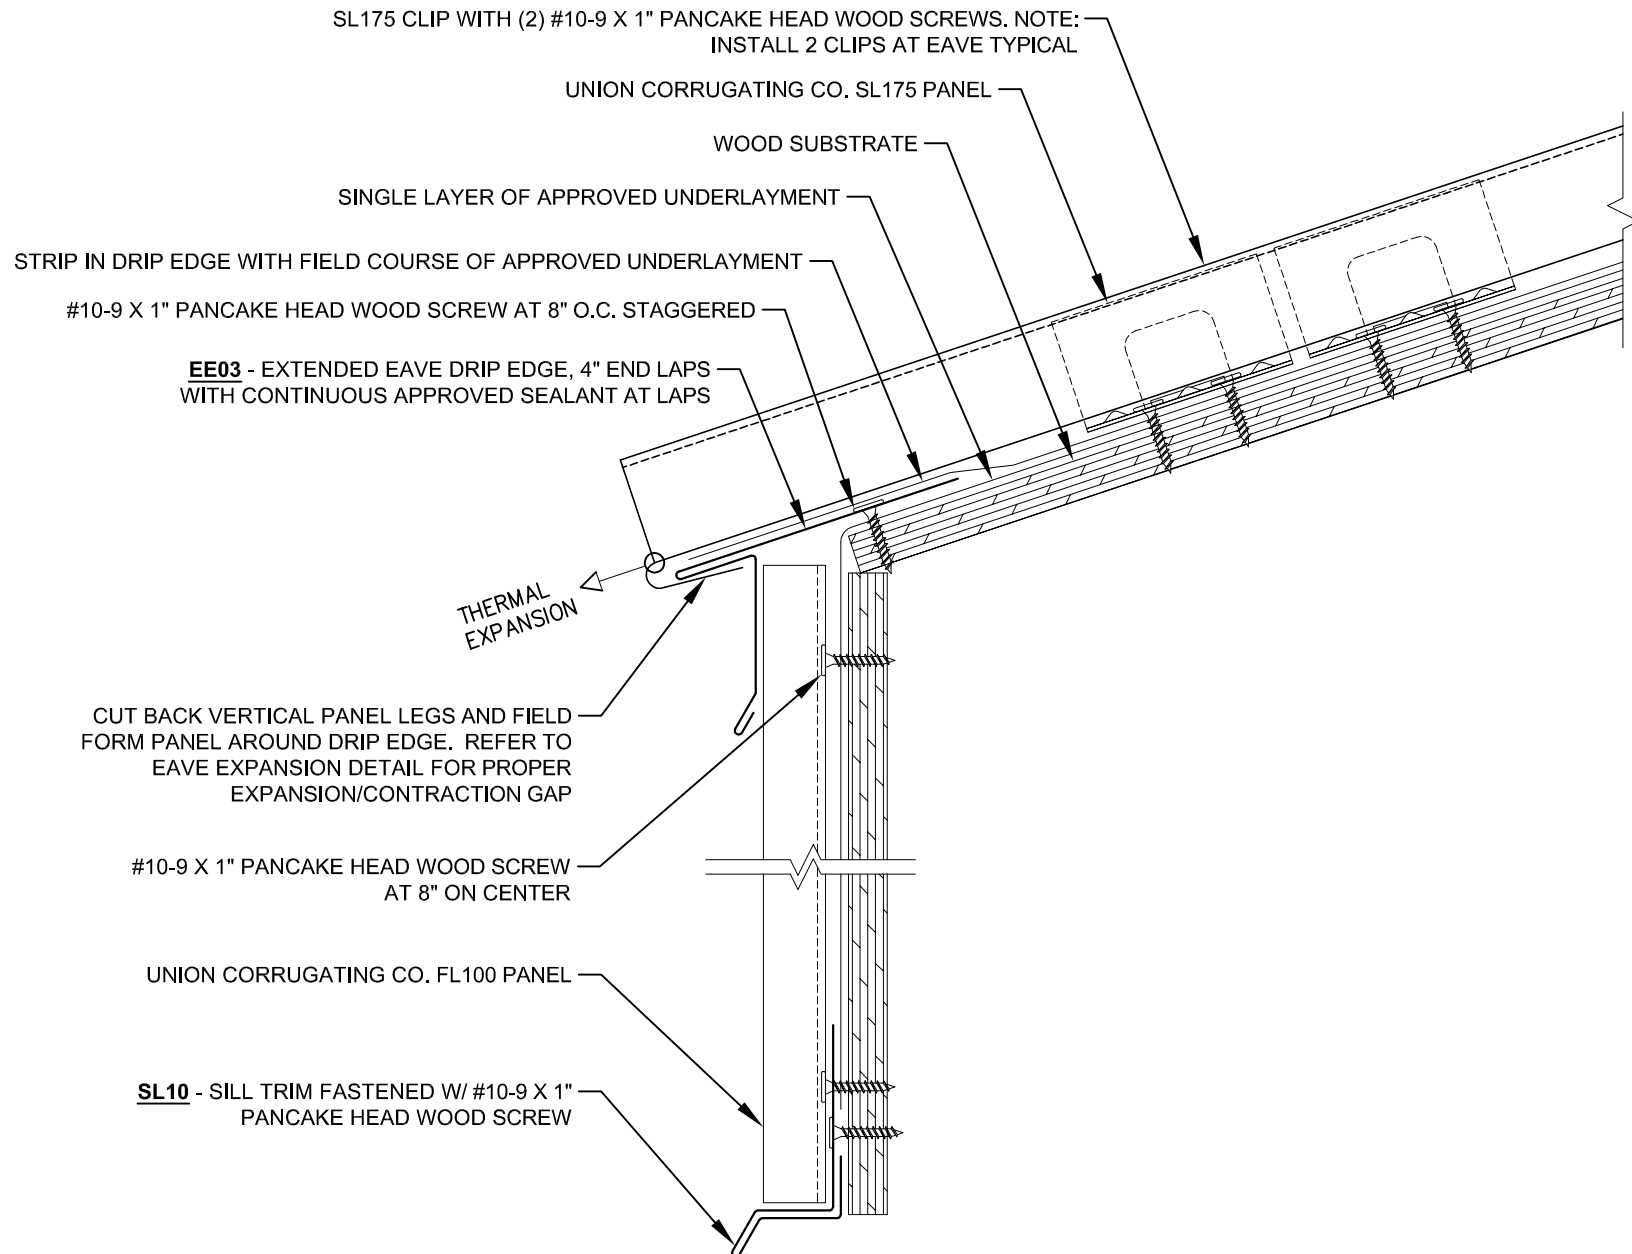 SL175 CLIP WITH (2) #10-9 X 1" PANCAKE HEAD WOOD SCREWS. NOTE:
INSTALL 2 CLIPS AT EAVE TYPICAL
UNION CORRUGATING CO. SL175 PANEL
WOOD SUBSTRATE
SINGLE LAYER OF APPROVED UNDERLAYMENT
STRIP IN DRIP EDGE WITH FIELD COURSE OF APPROVED UNDERLAYMENT
#10-9 X 1" PANCAKE HEAD WOOD SCREW AT 8" O.C. STAGGERED
EE03 - EXTENDED EAVE DRIP EDGE, 4" END LAPS
WITH CONTINUOUS APPROVED SEALANT AT LAPS
THERMAL
EXPANSION
CUT BACK VERTICAL PANEL LEGS AND FIELD
FORM PANEL AROUND DRIP EDGE. REFER TO
EAVE EXPANSION DETAIL FOR PROPER
EXPANSION/CONTRACTION GAP
#10-9 X 1" PANCAKE HEAD WOOD SCREW
AT 8" ON CENTER
UNION CORRUGATING CO. FL100 PANEL
SL10 - SILL TRIM FASTENED W/ #10-9 X 1"
PANCAKE HEAD WOOD SCREW